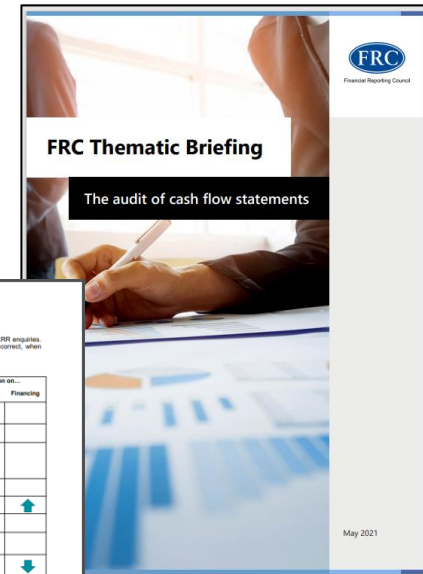 FRC
Financial Reporting Council
FRC Thematic Briefing
The audit of cash flow statements
RR enquiries.
correct, when
n on...
Financing
May 2021